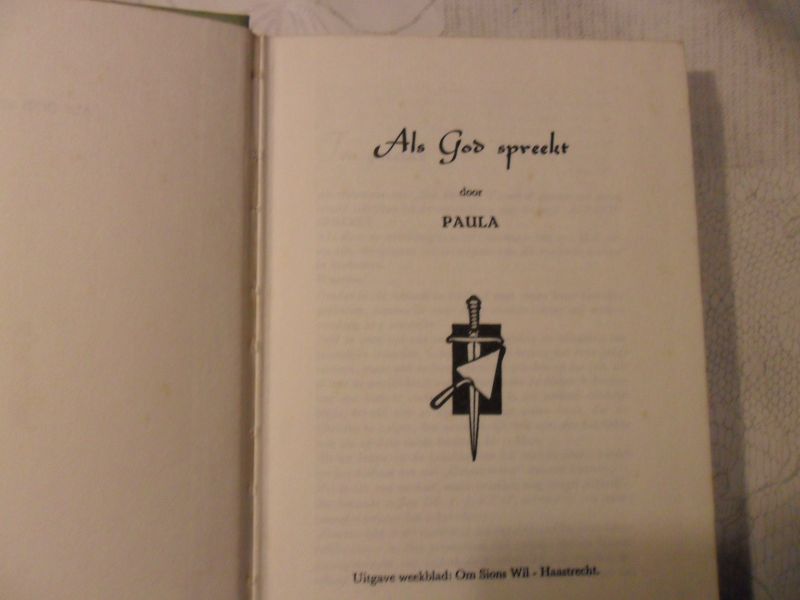 Als God spreekt
door
PAULA
Uitgave weekblad: Om Sions Wil - Haastrecht.